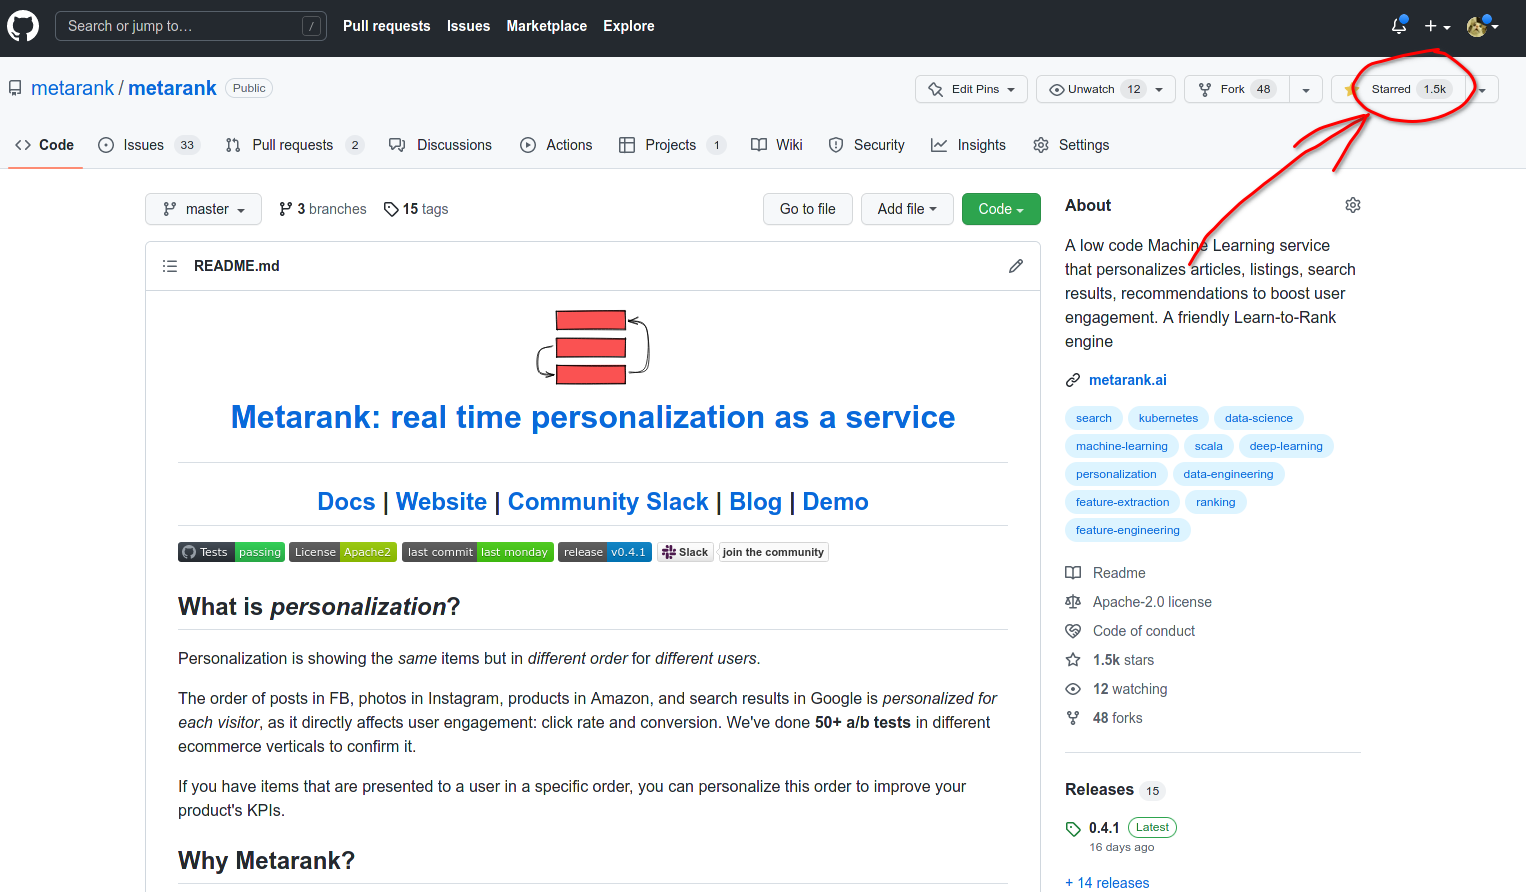 Search or jump to… /
Pull requests Issues Marketplace Explore
metarank / metarank Public
Edit Pins Unwatch 12 Fork 48 Starred 1.5k
Code Issues 33 Pull requests 2 Discussions Actions Projects 1 Wiki Security Insights Settings
master 3 branches 15 tags Go to file Add file Code
README.md
Metarank: real time personalization as a service
Docs | Website | Community Slack | Blog | Demo
Tests passing License Apache2 last commit last monday release v0.4.1 Slack join the community
What is personalization?
Personalization is showing the same items but in different order for different users.
The order of posts in FB, photos in Instagram, products in Amazon, and search results in Google is personalized for
each visitor, as it directly affects user engagement: click rate and conversion. We've done 50+ a/b tests in different
ecommerce verticals to confirm it.
If you have items that are presented to a user in a specific order, you can personalize this order to improve your
product's KPIs.
Why Metarank?
About
A low code Machine Learning service
that personalizes articles, listings, search
results, recommendations to boost user
engagement. A friendly Learn-to-Rank
engine
metarank.ai
search kubernetes data-science
machine-learning scala deep-learning
personalization data-engineering
feature-extraction ranking
feature-engineering
Readme
Apache-2.0 license
Code of conduct
1.5k stars
12 watching
48 forks
Releases 15
0.4.1 Latest
16 days ago
+ 14 releases